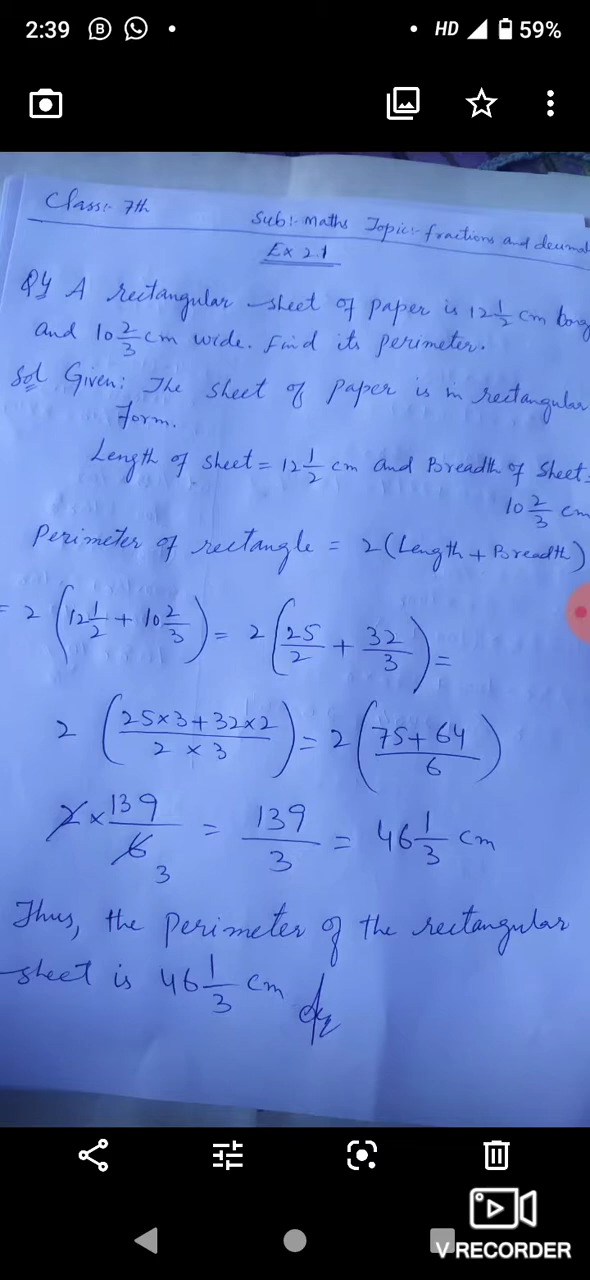 2:39
HD 59%
Class:- 7th Sub:- Maths Topic:- fractions and decimal
Ex 2.1
Q4 A rectangular sheet of paper is 12 1/2 cm long
and 10 2/3 cm wide. Find its perimeter.
Sol Given: The sheet of paper is in rectangular
form.
Length of sheet = 12 1/2 cm and Breadth of Sheet =
10 2/3 cm
Perimeter of rectangle = 2 (Length + Breadth)
= 2 (12 1/2 + 10 2/3) = 2 (25/2 + 32/3) =
2 (25×3+32×2 / 2×3) = 2 (75+64 / 6)
2 × 139/6 3 = 139/3 = 46 1/3 cm
Thus, the perimeter of the rectangular
sheet is 46 1/3 cm
V RECORDER